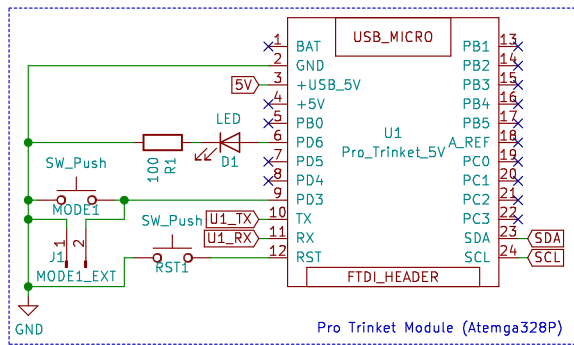 USB_MICRO
1 BAT
2 GND
3 +USB_5V
4 +5V
5 PB0
6 PD6
7 PD5
8 PD4
9 PD3
10 TX
11 RX
12 RST
PB1 13
PB2 14
PB3 15
PB4 16
PB5 17
A_REF 18
PC0 19
PC1 20
PC2 21
PC3 22
SDA 23
SCL 24
U1
Pro_Trinket_5V
FTDI_HEADER
5V
LED
D1
100
R1
SW_Push
MODE1
U1_TX
U1_RX
SW_Push
RST1
J1
1
2
MODE1_EXT
SDA
SCL
GND
Pro Trinket Module (Atemga328P)